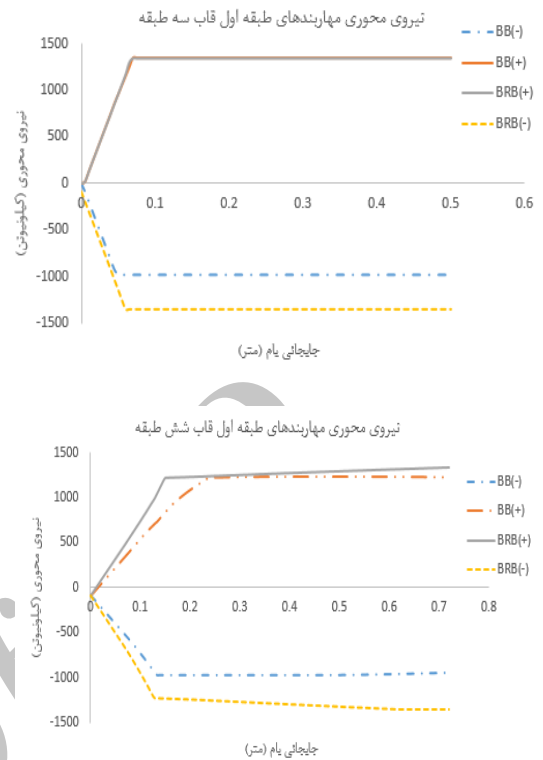 نیروی محوری مهاربندهای طبقه اول قاب سه طبقه
1500
1000
500
0
-500
-1000
-1500
0 0.1 0.2 0.3 0.4 0.5 0.6
نیروی محوری (کیلونیوتن)
جابجائی بام (متر)
BB(-)
BB(+)
BRB(+)
BRB(-)
نیروی محوری مهاربندهای طبقه اول قاب شش طبقه
1500
1000
500
0
-500
-1000
-1500
0 0.1 0.2 0.3 0.4 0.5 0.6 0.7 0.8
نیروی محوری (کیلونیوتن)
جابجائی بام (متر)
BB(-)
BB(+)
BRB(+)
BRB(-)